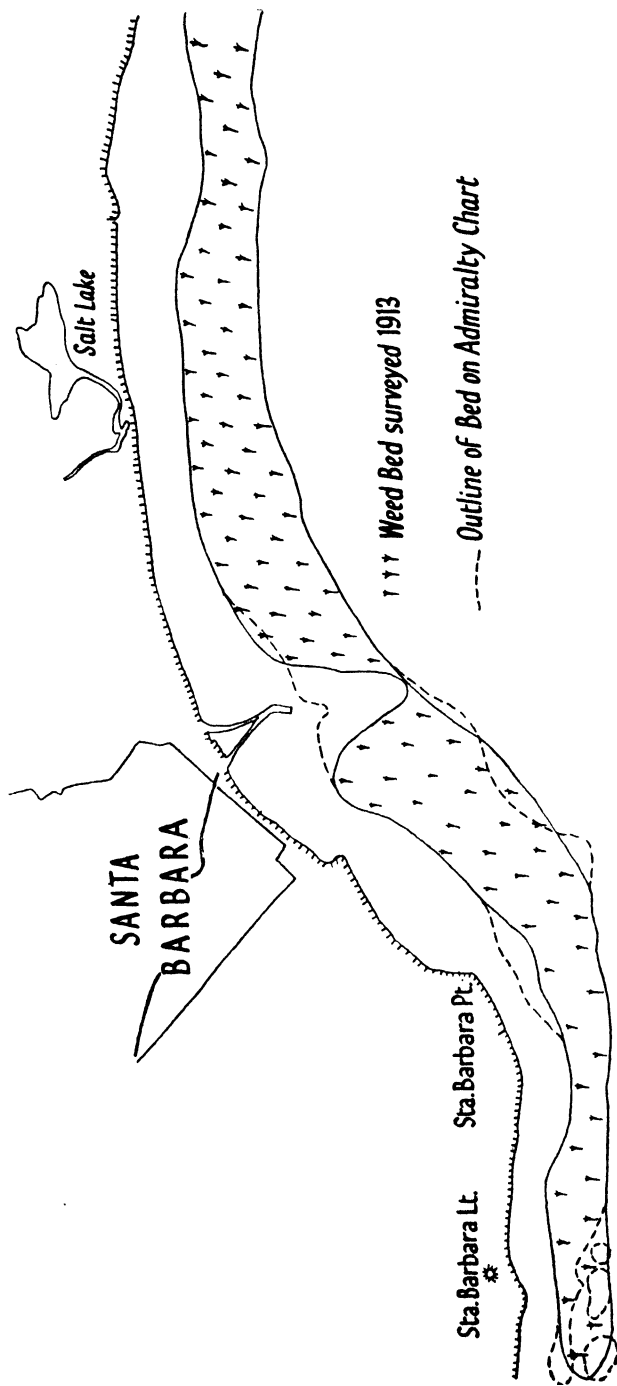 Salt Lake
SANTA
BARBARA
Sta.Barbara Pt.
Sta.Barbara Lt.
Weed Bed surveyed 1913
Outline of Bed on Admiralty Chart